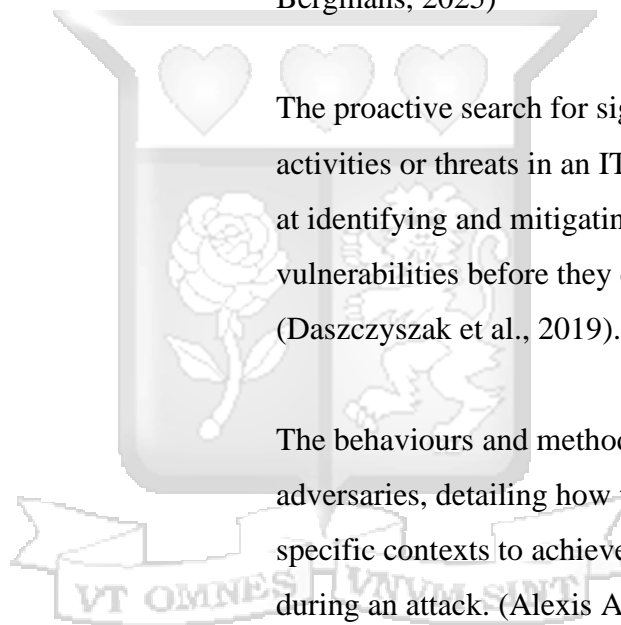 Bergmans, 2023)
The proactive search for sig
activities or threats in an IT
at identifying and mitigatin
vulnerabilities before they
(Daszczyszak et al., 2019).
The behaviours and method
adversaries, detailing how
specific contexts to achieve
during an attack. (Alexis A
VT OMNES VNVM SINT